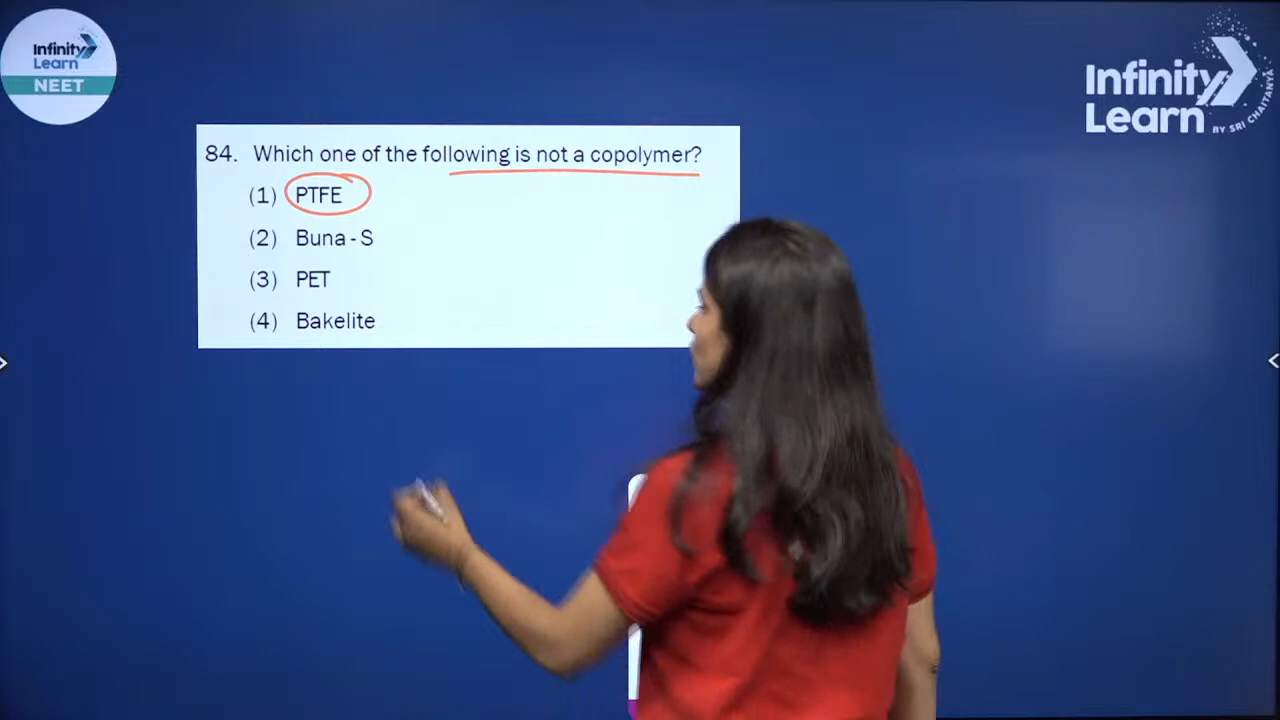 Infinity
Learn
NEET
Infinity
Learn
BY SRI CHAITANYA
84. Which one of the following is not a copolymer?
(1) PTFE
(2) Buna - S
(3) PET
(4) Bakelite